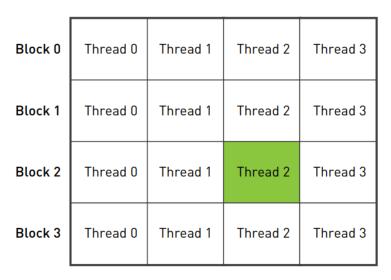 Block 0 Thread 0 Thread 1 Thread 2 Thread 3
Block 1 Thread 0 Thread 1 Thread 2 Thread 3
Block 2 Thread 0 Thread 1 Thread 2 Thread 3
Block 3 Thread 0 Thread 1 Thread 2 Thread 3